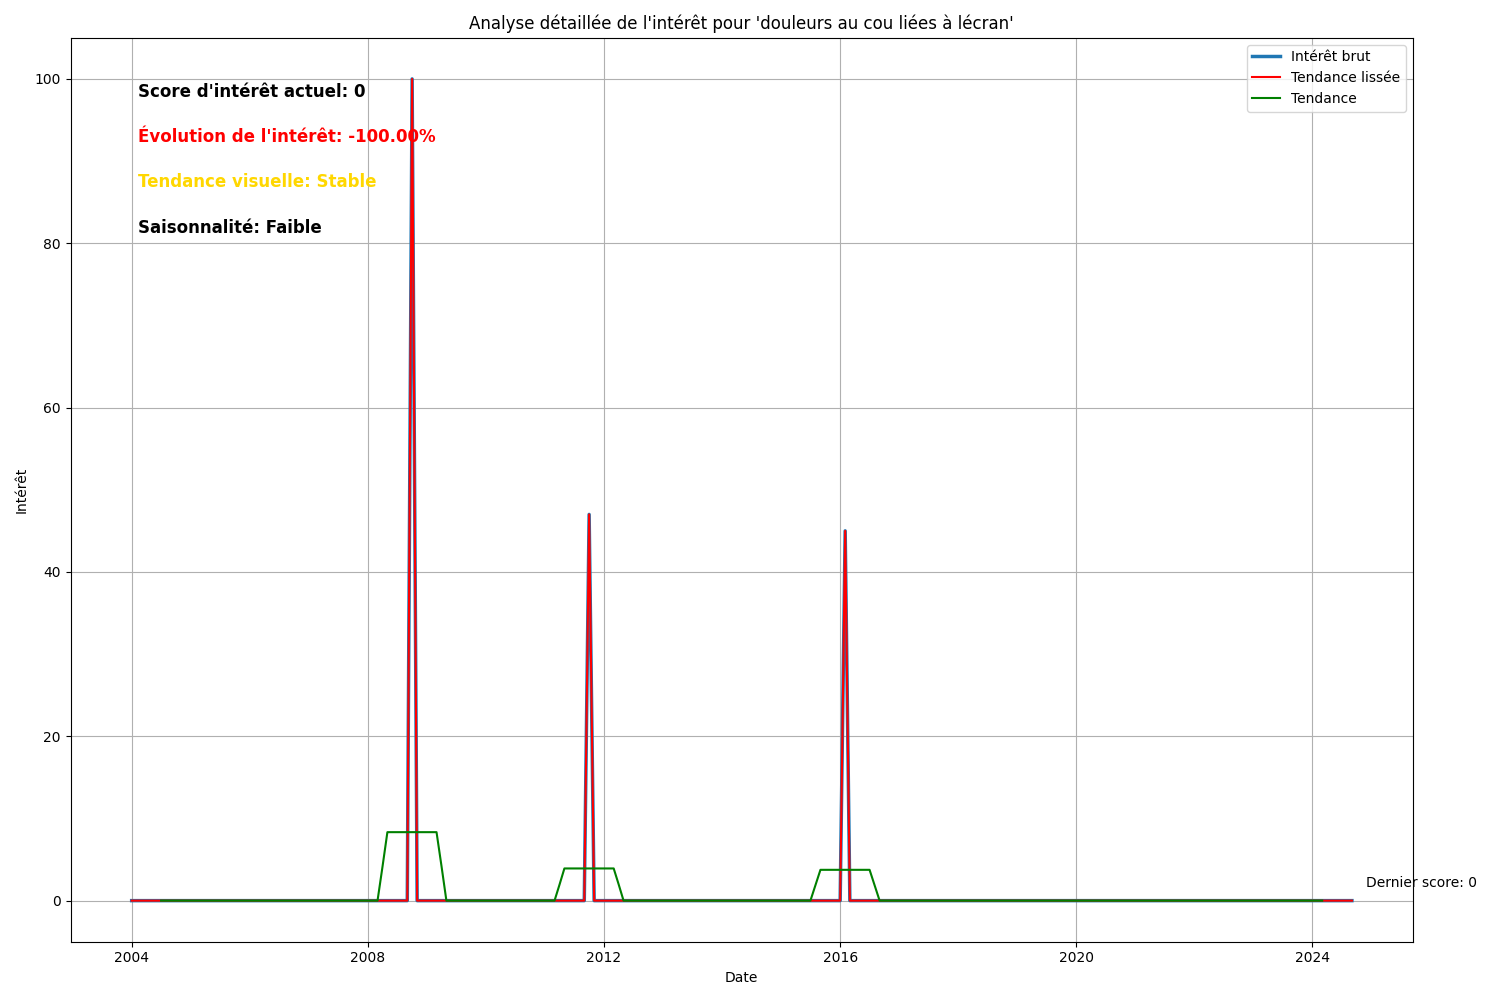 Analyse détaillée de l'intérêt pour 'douleurs au cou liées à lécran'
Intérêt brut
Tendance lissée
Tendance
Score d'intérêt actuel: 0
Évolution de l'intérêt: -100.00%
Tendance visuelle: Stable
Saisonnalité: Faible
100
80
60
40
20
0
Intérêt
Dernier score: 0
2004
2008
2012
2016
2020
2024
Date